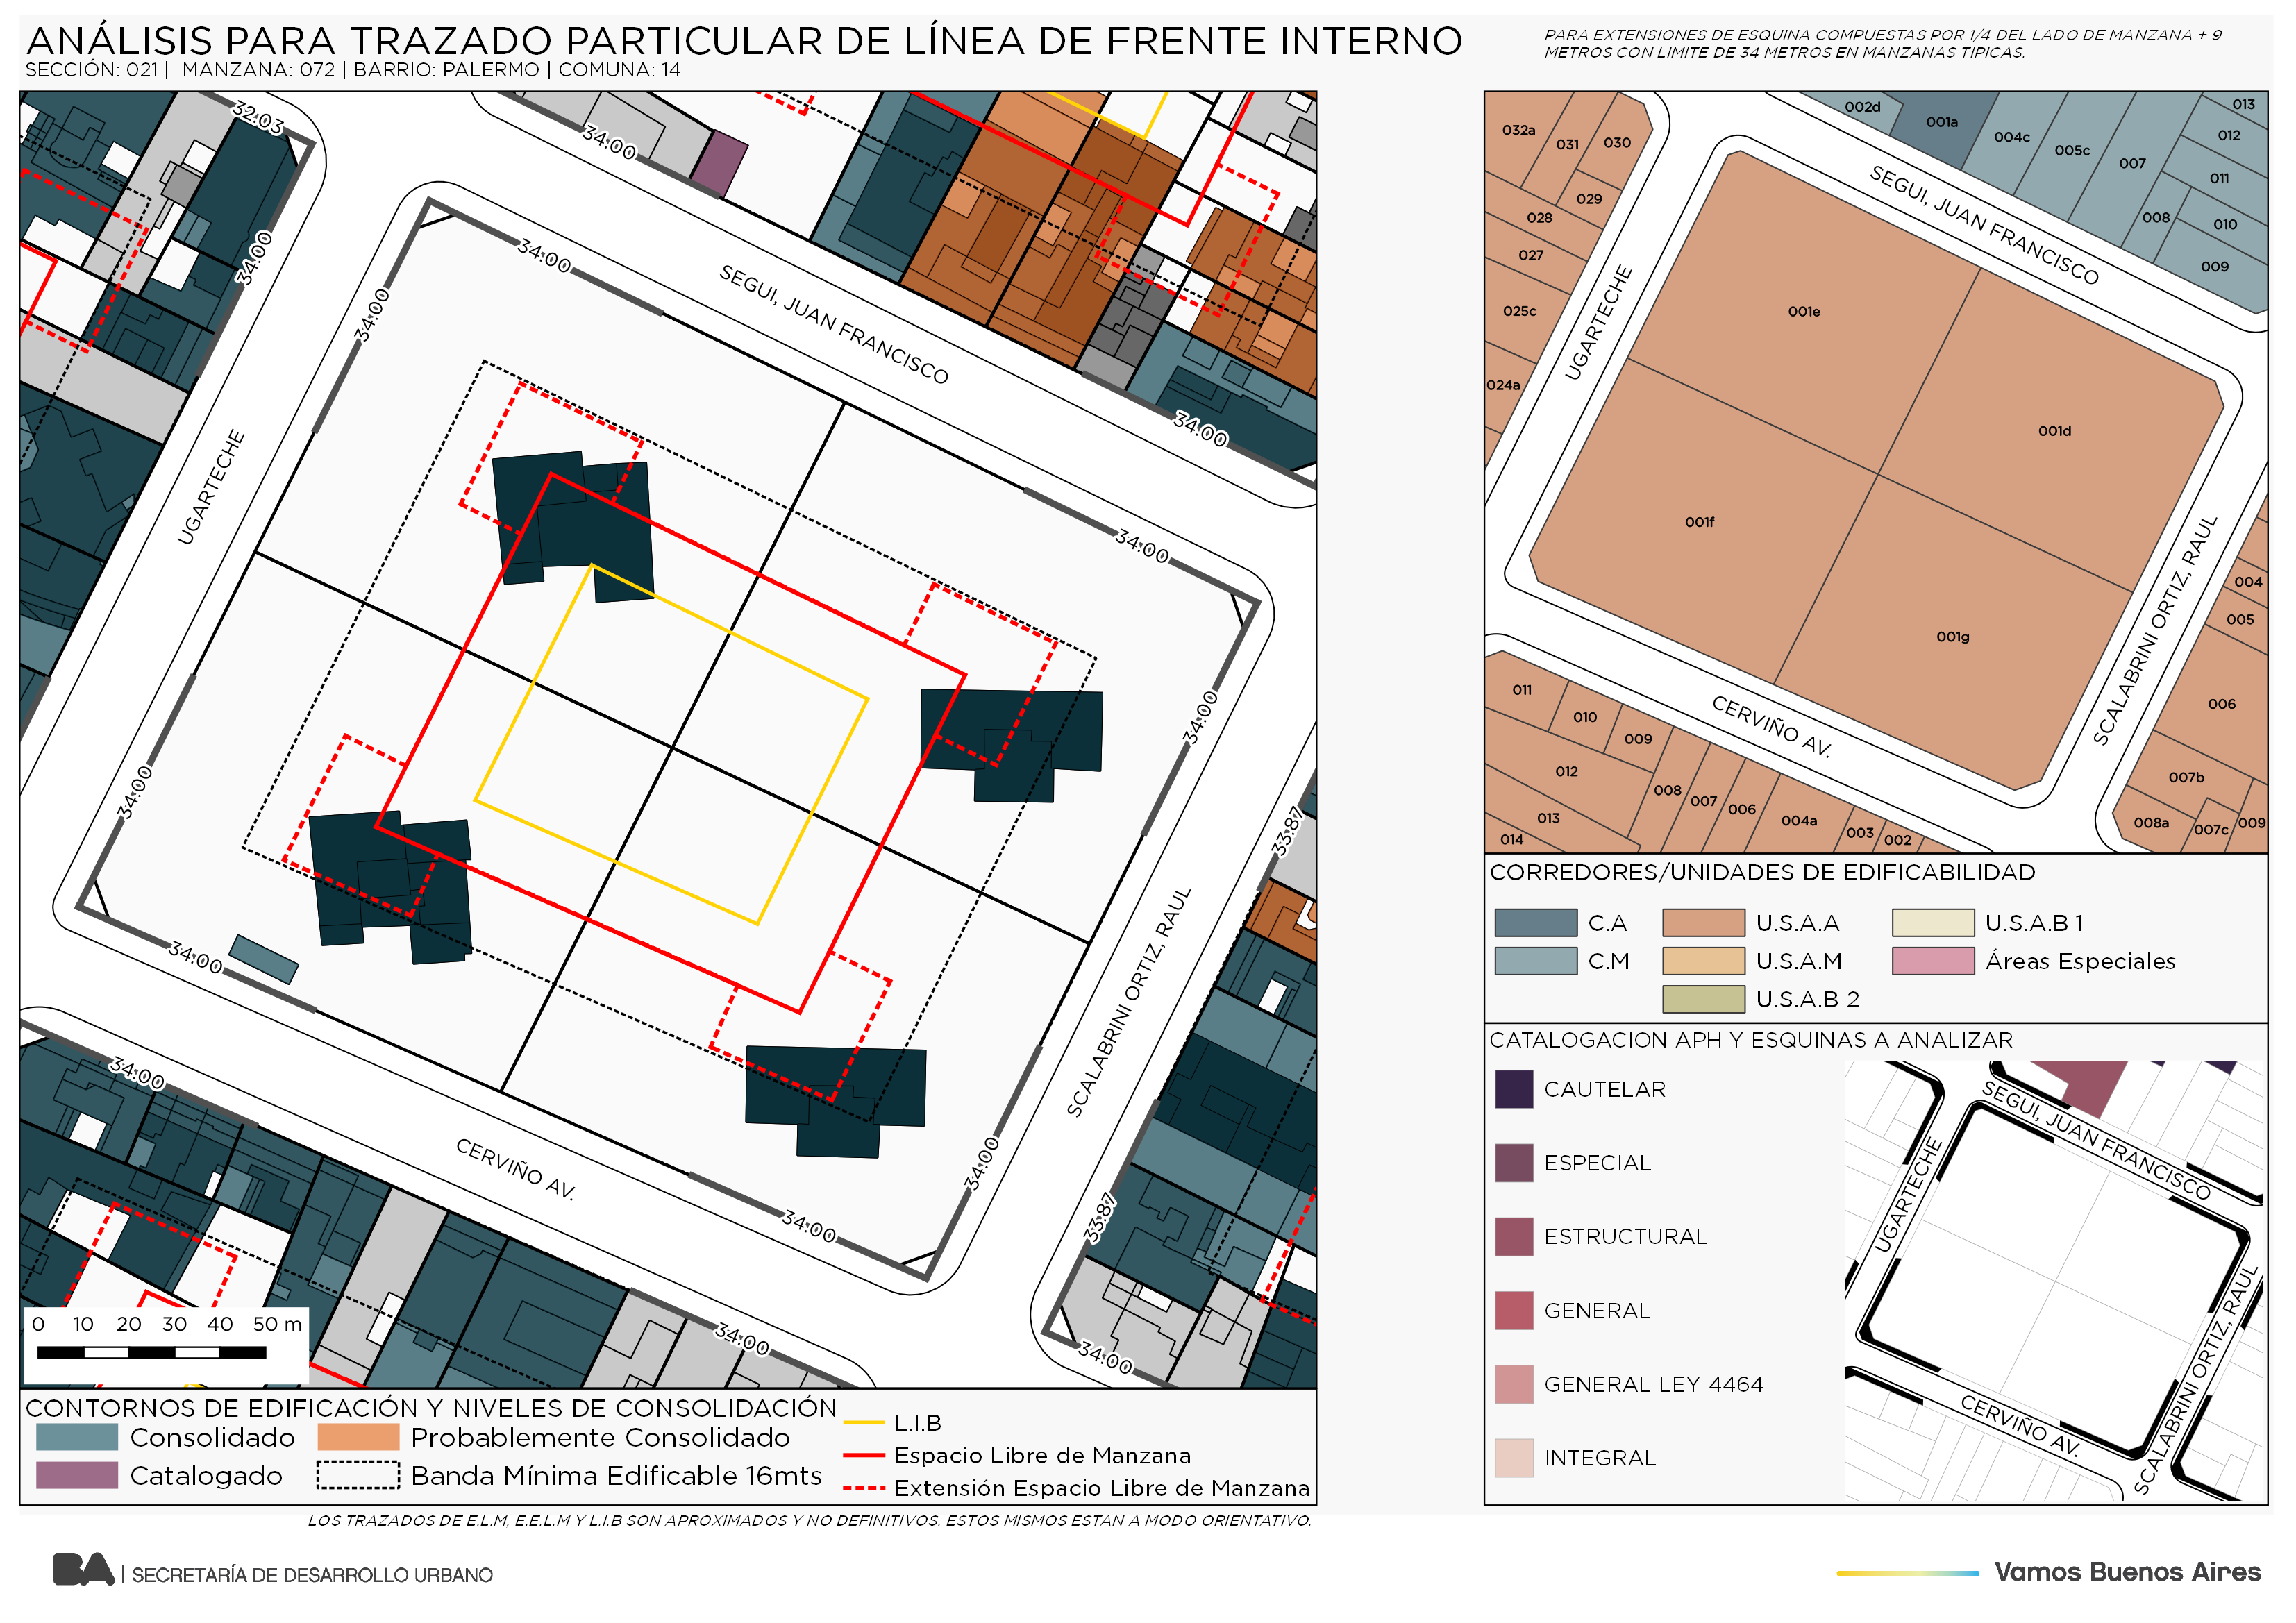 ANÁLISIS PARA TRAZADO PARTICULAR DE LÍNEA DE FRENTE INTERNO
SECCIÓN: 021 | MANZANA: 072 | BARRIO: PALERMO | COMUNA: 14
PARA EXTENSIONES DE ESQUINA COMPUESTAS POR 1/4 DEL LADO DE MANZANA + 9
METROS CON LIMITE DE 34 METROS EN MANZANAS TIPICAS.
32.03
34:00
34:00
34:00
34:00
SEGUI, JUAN FRANCISCO
34:00
34:00
UGARTECHE
34:00
34:00
33.87
34:00
SCALABRINI ORTIZ, RAUL
34:00
34:00
CERVIÑO AV.
34:00
34:00
33.87
34:00
34:00
0 10 20 30 40 50 m
CONTORNOS DE EDIFICACIÓN Y NIVELES DE CONSOLIDACIÓN
Consolidado
Probablemente Consolidado
Catalogado
Banda Mínima Edificable 16mts
L.I.B
Espacio Libre de Manzana
Extensión Espacio Libre de Manzana
LOS TRAZADOS DE E.L.M, E.E.L.M Y L.I.B SON APROXIMADOS Y NO DEFINITIVOS. ESTOS MISMOS ESTAN A MODO ORIENTATIVO.
032a
031
030
029
028
027
025c
024a
002d
001a
004c
005c
007
013
012
011
008
010
009
SEGUI, JUAN FRANCISCO
UGARTECHE
001e
001d
001f
001g
SCALABRINI ORTIZ, RAUL
CERVIÑO AV.
004
005
006
007b
008a
007c
009
011
010
009
012
013
014
008
007
006
004a
003
002
CORREDORES/UNIDADES DE EDIFICABILIDAD
C.A
U.S.A.A
U.S.A.B 1
C.M
U.S.A.M
Áreas Especiales
U.S.A.B 2
CATALOGACION APH Y ESQUINAS A ANALIZAR
CAUTELAR
ESPECIAL
ESTRUCTURAL
GENERAL
GENERAL LEY 4464
INTEGRAL
SEGUI, JUAN FRANCISCO
UGARTECHE
CERVIÑO AV.
SCALABRINI ORTIZ, RAUL
BA | SECRETARÍA DE DESARROLLO URBANO
Vamos Buenos Aires